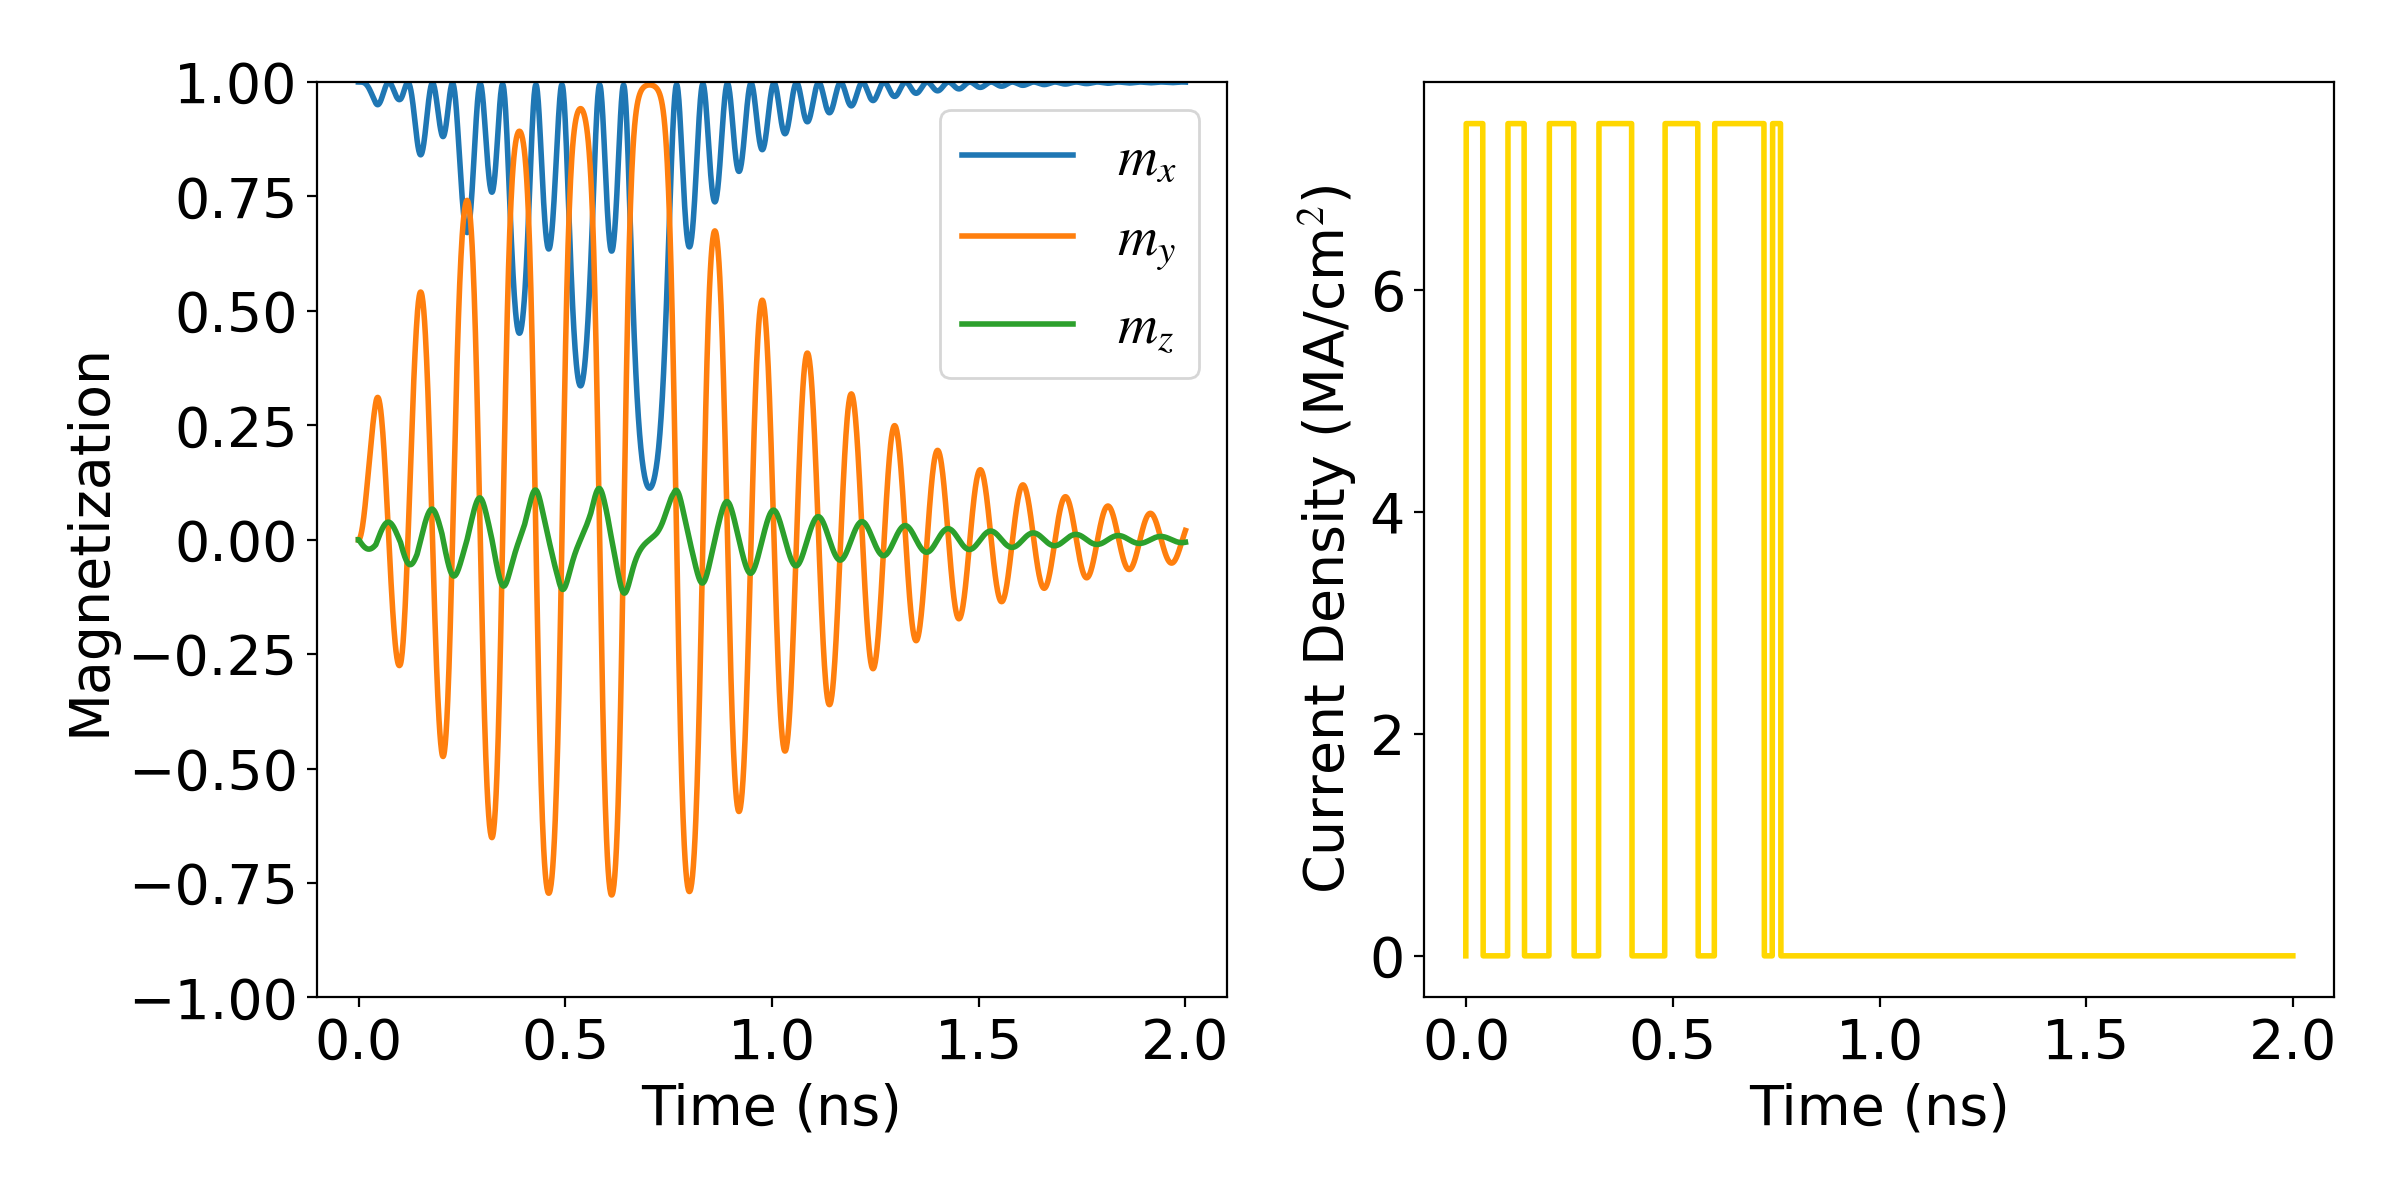 Magnetization
1.00
0.75
0.50
0.25
0.00
−0.25
−0.50
−0.75
−1.00
0.0 0.5 1.0 1.5 2.0
Time (ns)
m_x
m_y
m_z
Current Density (MA/cm²)
6
4
2
0
0.0 0.5 1.0 1.5 2.0
Time (ns)